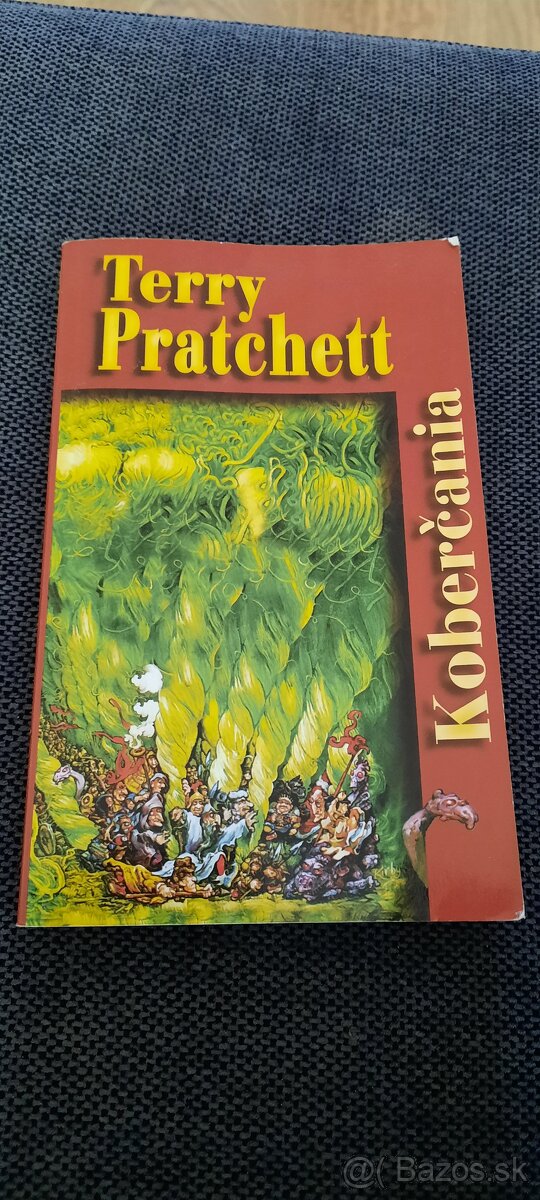 Terry
Pratchett
Koberčania
@( Bazos.sk